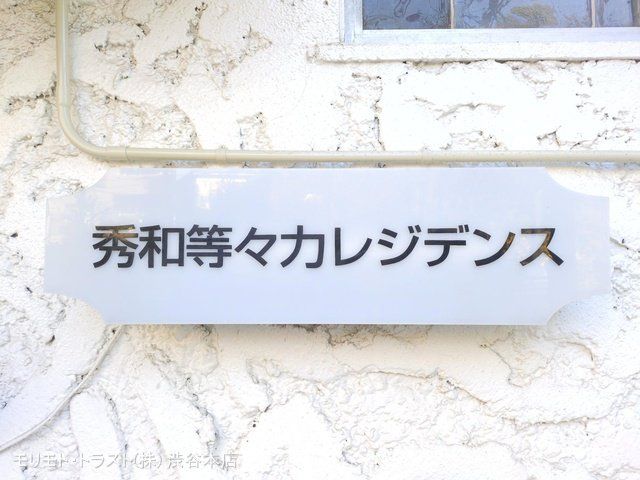 秀和等々力レジデンス
モリモト・トラスト(株) 渋谷本店